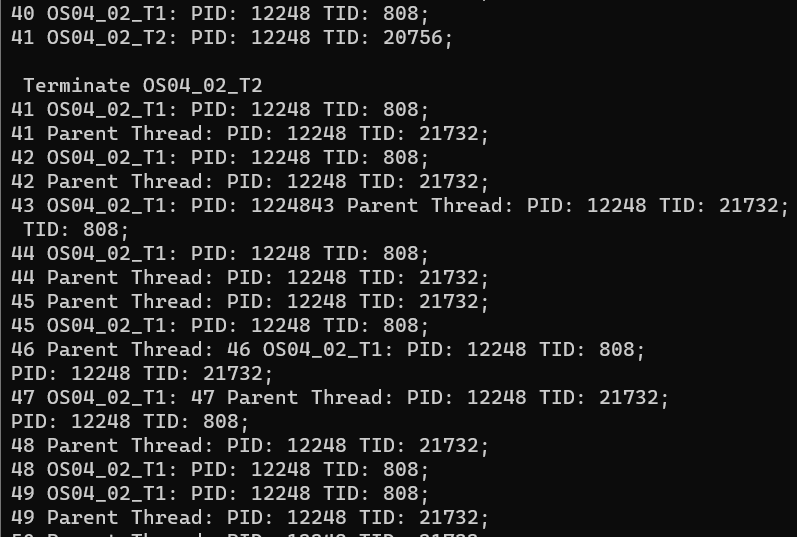 40 OS04_02_T1: PID: 12248 TID: 808;
41 OS04_02_T2: PID: 12248 TID: 20756;
Terminate OS04_02_T2
41 OS04_02_T1: PID: 12248 TID: 808;
41 Parent Thread: PID: 12248 TID: 21732;
42 OS04_02_T1: PID: 12248 TID: 808;
42 Parent Thread: PID: 12248 TID: 21732;
43 OS04_02_T1: PID: 1224843 Parent Thread: PID: 12248 TID: 21732;
TID: 808;
44 OS04_02_T1: PID: 12248 TID: 808;
44 Parent Thread: PID: 12248 TID: 21732;
45 Parent Thread: PID: 12248 TID: 21732;
45 OS04_02_T1: PID: 12248 TID: 808;
46 Parent Thread: 46 OS04_02_T1: PID: 12248 TID: 808;
PID: 12248 TID: 21732;
47 OS04_02_T1: 47 Parent Thread: PID: 12248 TID: 21732;
PID: 12248 TID: 808;
48 Parent Thread: PID: 12248 TID: 21732;
48 OS04_02_T1: PID: 12248 TID: 808;
49 OS04_02_T1: PID: 12248 TID: 808;
49 Parent Thread: PID: 12248 TID: 21732;